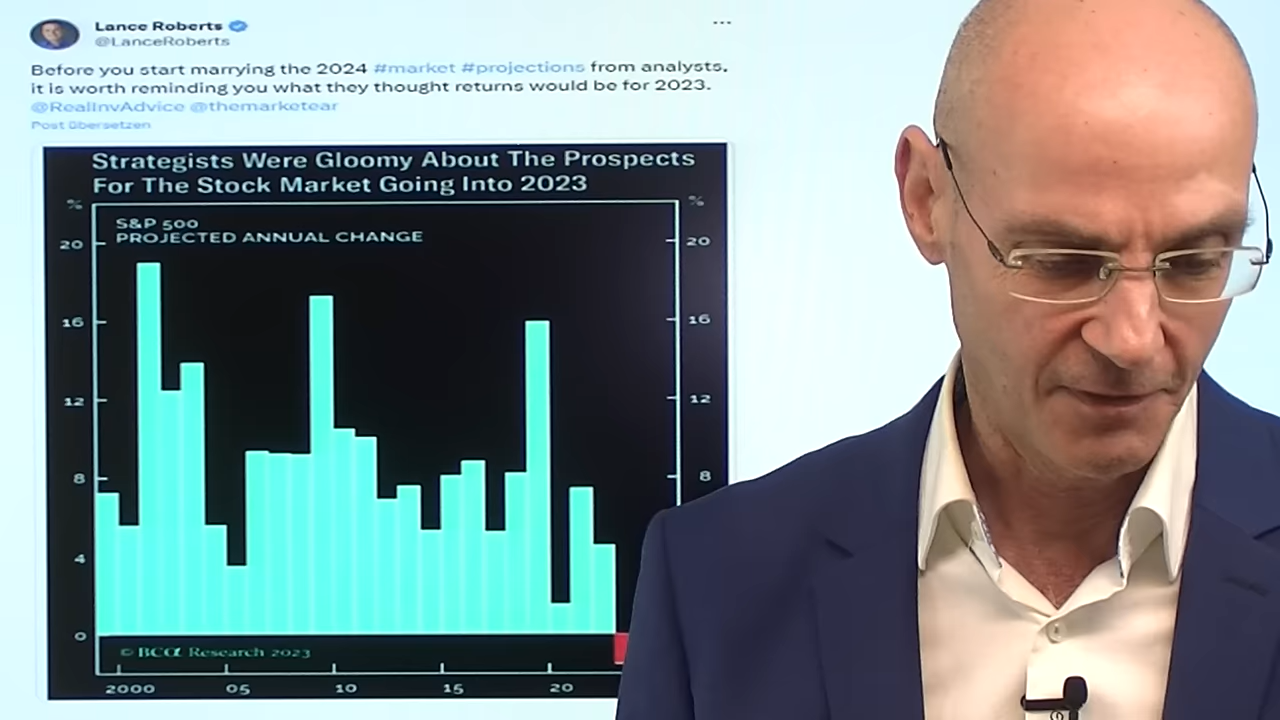 Lance Roberts
@LanceRoberts
Before you start marrying the 2024 #market #projections from analysts,
it is worth reminding you what they thought returns would be for 2023.
@RealInvAdvice @themarketear
Post übersetzen
Strategists Were Gloomy About The Prospects
For The Stock Market Going Into 2023
% %
S&P 500
PROJECTED ANNUAL CHANGE
20 20
16 16
12 12
8 8
4
0
© BCα Research 2023
2000 05 10 15 20